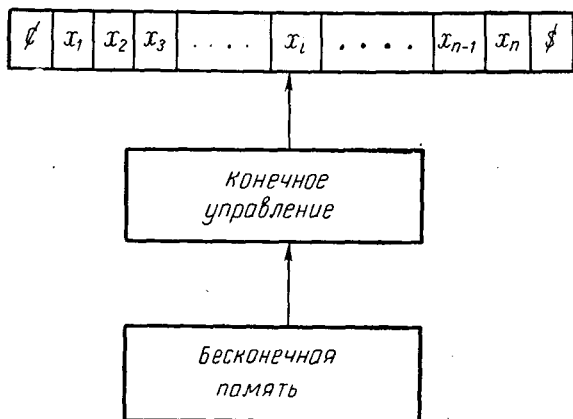 ¢ x₁ x₂ x₃ .... xᵢ .... xₙ₋₁ xₙ $
конечное
управление
Бесконечная
память